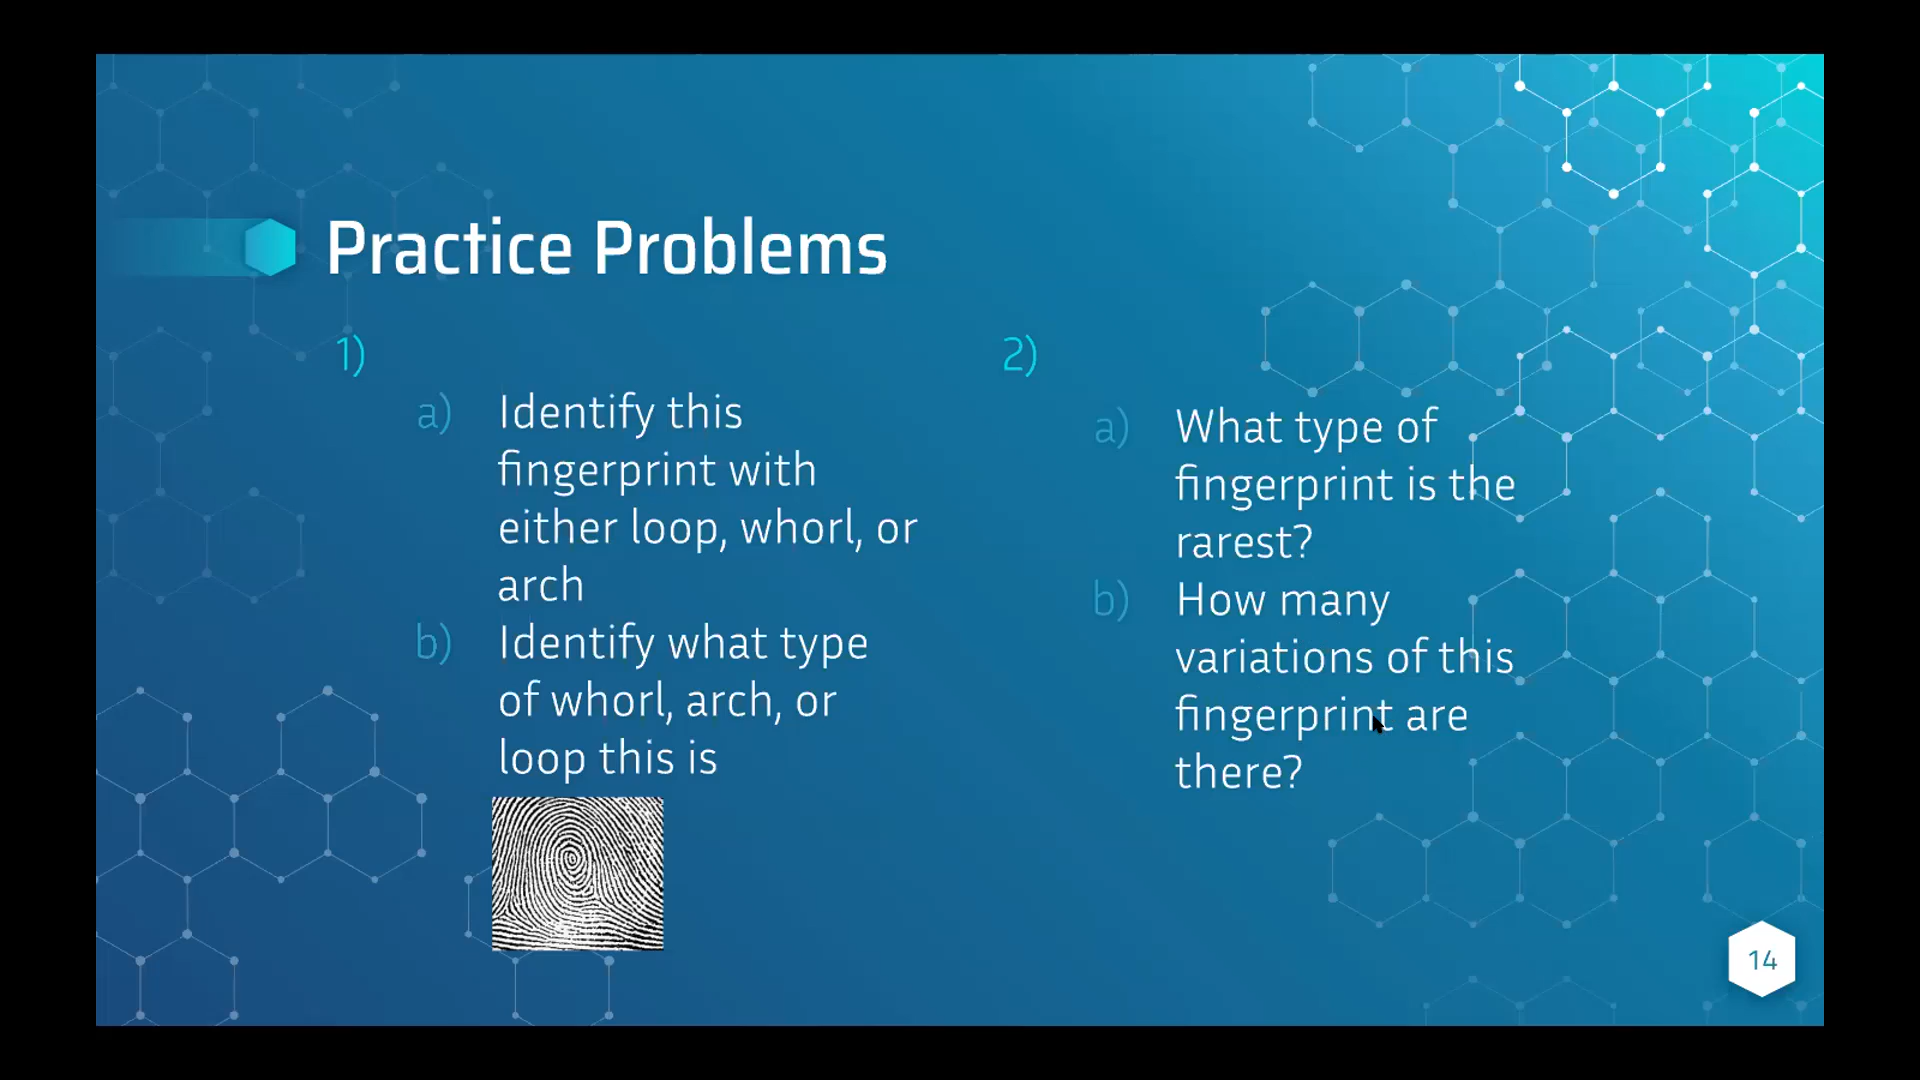 Practice Problems
1)
a) Identify this
fingerprint with
either loop, whorl, or
arch
b) Identify what type
of whorl, arch, or
loop this is
2)
a) What type of
fingerprint is the
rarest?
b) How many
variations of this
fingerprint are
there?
14